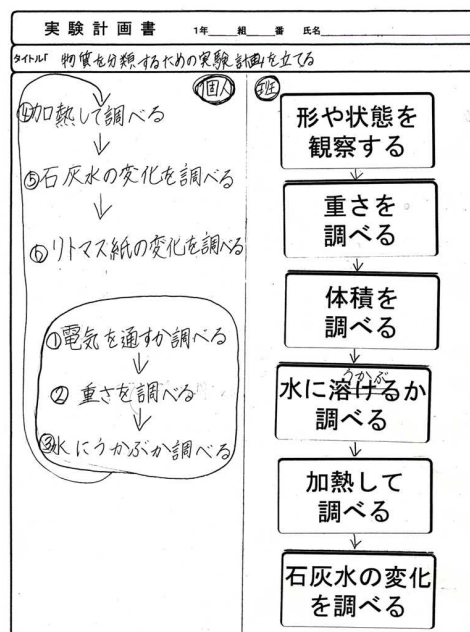 実験計画書 1年 組 番 氏名
タイトル「物質を分類するための実験計画」を立てる
個人
④加熱して調べる
↓
⑤石灰水の変化を調べる
↓
⑥リトマス紙の変化を調べる
①電気を通すか調べる
↓
②重さを調べる
↓
③水にうかぶか調べる
班
形や状態を
観察する
↓
重さを
調べる
↓
体積を
調べる
↓
うかぶ
水に溶けるか
調べる
↓
加熱して
調べる
↓
石灰水の変化
を調べる